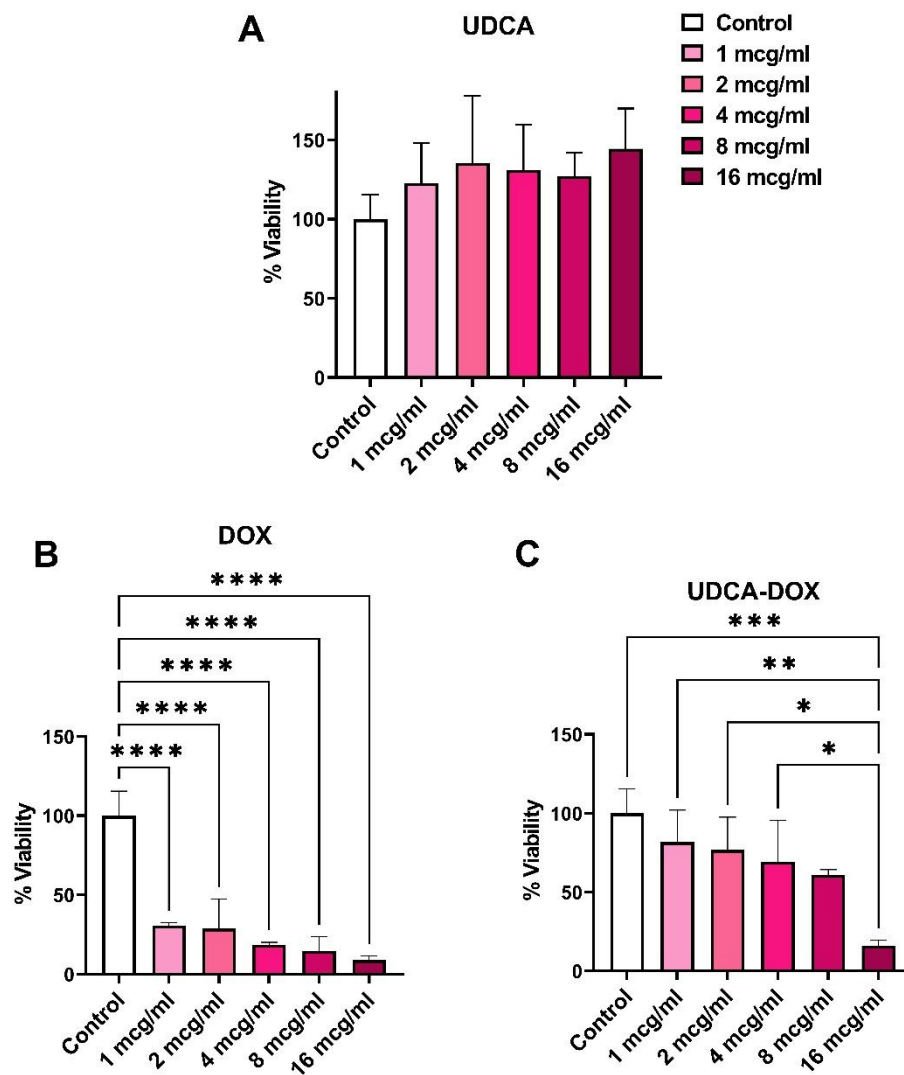 A
UDCA
Control
1 mcg/ml
2 mcg/ml
4 mcg/ml
8 mcg/ml
16 mcg/ml
% Viability
150
100
50
0
Control
1 mcg/ml
2 mcg/ml
4 mcg/ml
8 mcg/ml
16 mcg/ml
B
DOX
****
****
****
****
****
% Viability
150
100
50
0
Control
1 mcg/ml
2 mcg/ml
4 mcg/ml
8 mcg/ml
16 mcg/ml
C
UDCA-DOX
***
**
*
*
% Viability
150
100
50
0
Control
1 mcg/ml
2 mcg/ml
4 mcg/ml
8 mcg/ml
16 mcg/ml